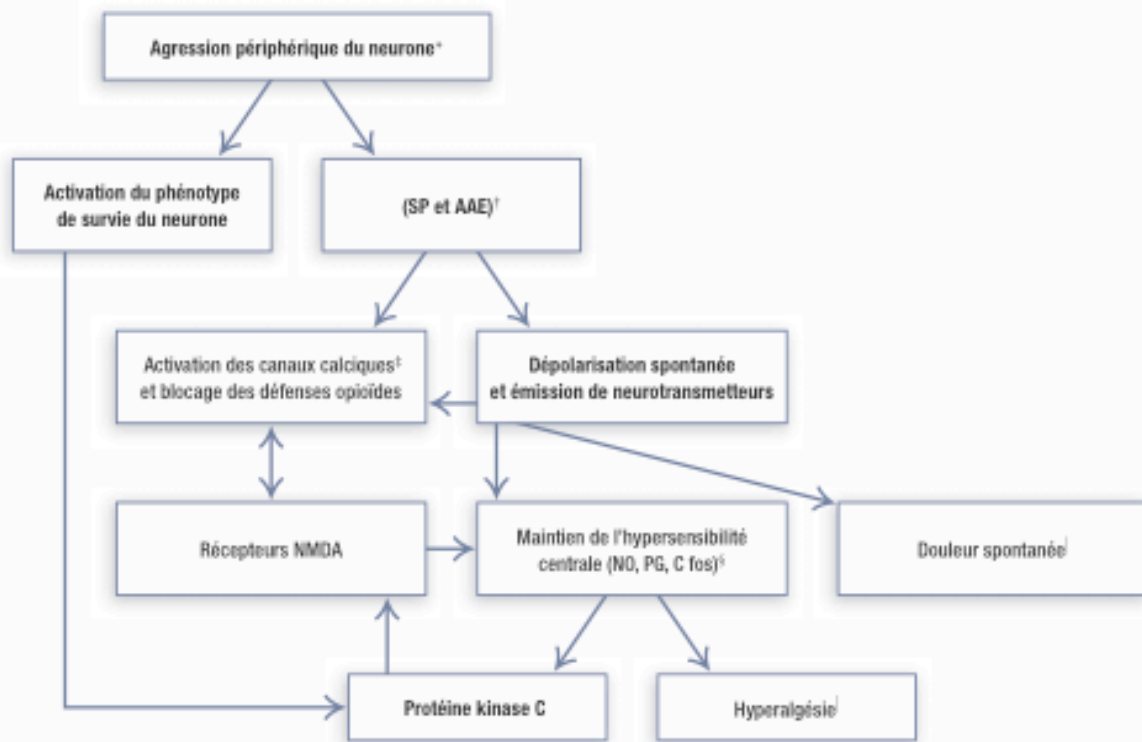 Agression périphérique du neurone*
Activation du phénotype
de survie du neurone
(SP et AAE)†
Activation des canaux calciques‡
et blocage des défenses opioïdes
Dépolarisation spontanée
et émission de neurotransmetteurs
Récepteurs NMDA
Maintien de l'hypersensibilité
centrale (NO, PG, C fos)§
Douleur spontanée|
Protéine kinase C
Hyperalgésie|